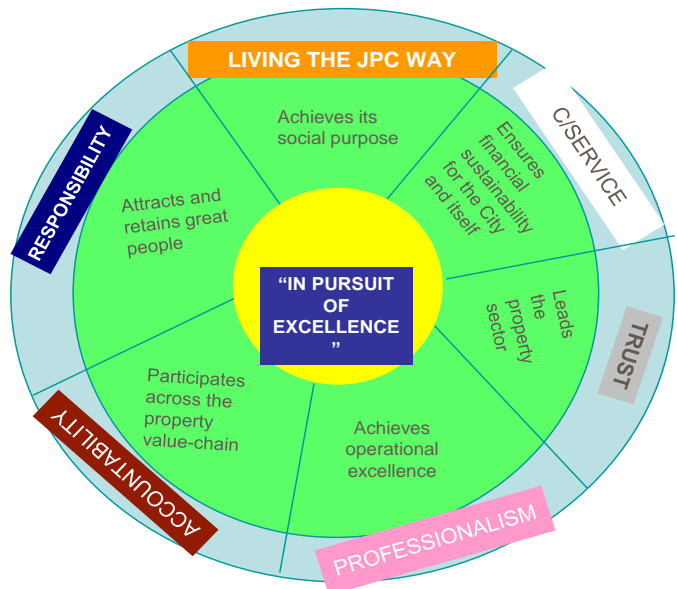 LIVING THE JPC WAY
Achieves its
social purpose
C/SERVICE
Ensures
financial
sustainability
for the City
and itself
TRUST
Leads
the
property
sector
PROFESSIONALISM
Achieves
operational
excellence
ACCOUNTABILITY
Participates
across the
property
value-chain
RESPONSIBILITY
Attracts and
retains great
people
“IN PURSUIT
OF
EXCELLENCE
”